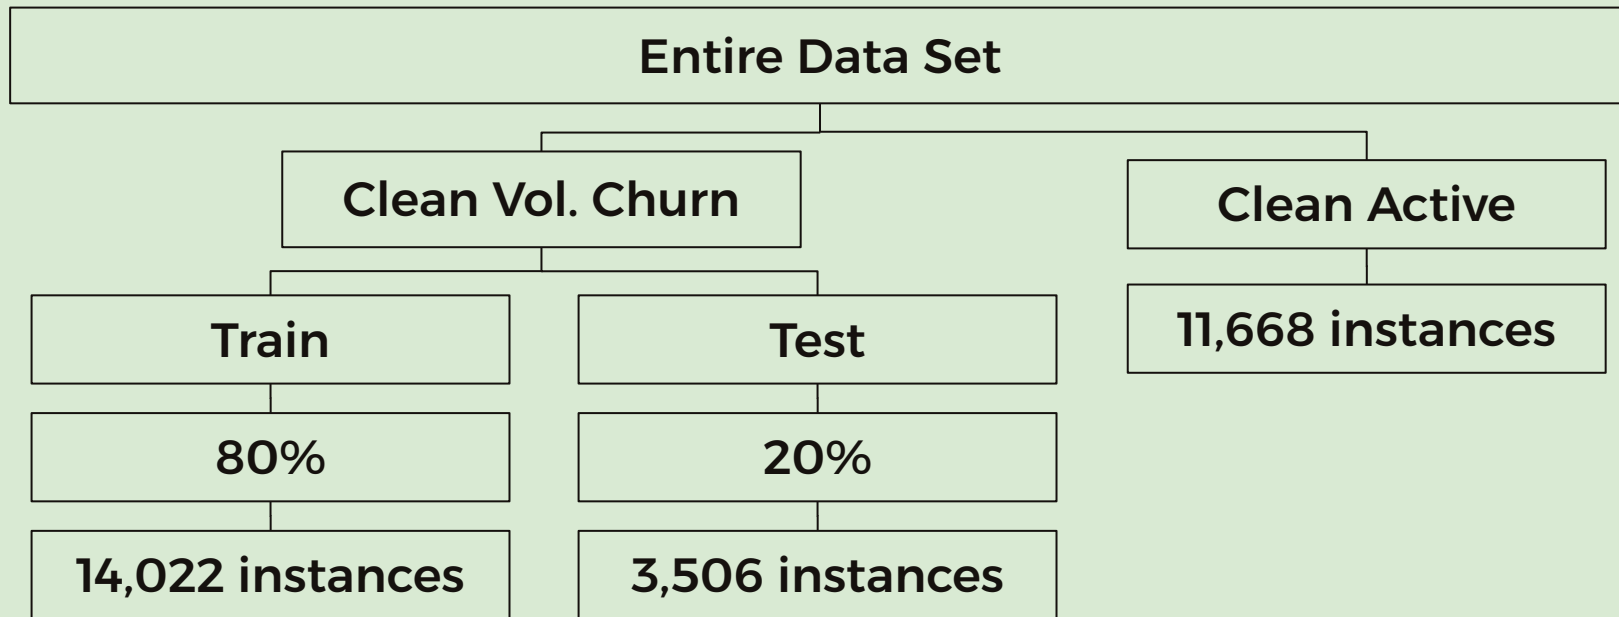 Entire Data Set
Clean Vol. Churn
Clean Active
Train
Test
11,668 instances
80%
20%
14,022 instances
3,506 instances